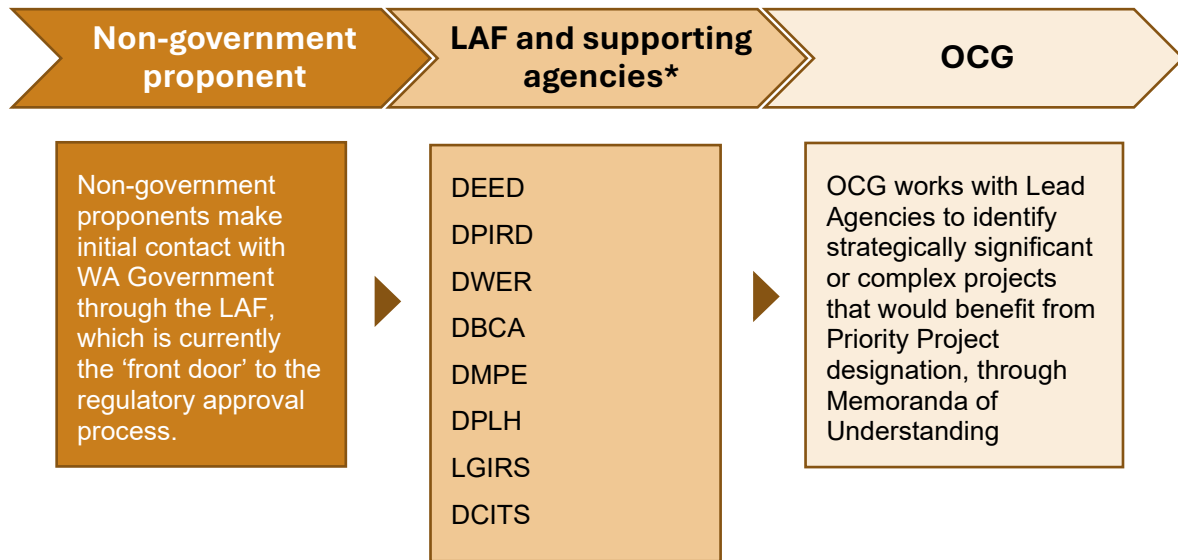 Non-government
proponent
LAF and supporting
agencies*
OCG
Non-government
proponents make
initial contact with
WA Government
through the LAF,
which is currently
the ‘front door’ to the
regulatory approval
process.
DEED
DPIRD
DWER
DBCA
DMPE
DPLH
LGIRS
DCITS
OCG works with Lead
Agencies to identify
strategically significant
or complex projects
that would benefit from
Priority Project
designation, through
Memoranda of
Understanding